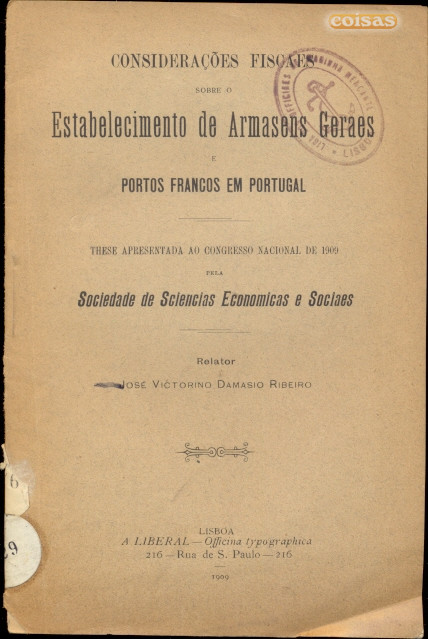 coisas
CONSIDERAÇÕES FISCAES
SOBRE O
Estabelecimento de Armasens Geraes
E
PORTOS FRANCOS EM PORTUGAL
THESE APRESENTADA AO CONGRESSO NACIONAL DE 1909
PELA
Sociedade de Sciencias Economicas e Sociaes
Relator
JOSÉ VICTORINO DAMASIO RIBEIRO
6
9
LISBOA
A LIBERAL — Officina typographica
216 — Rua de S. Paulo — 216
1909